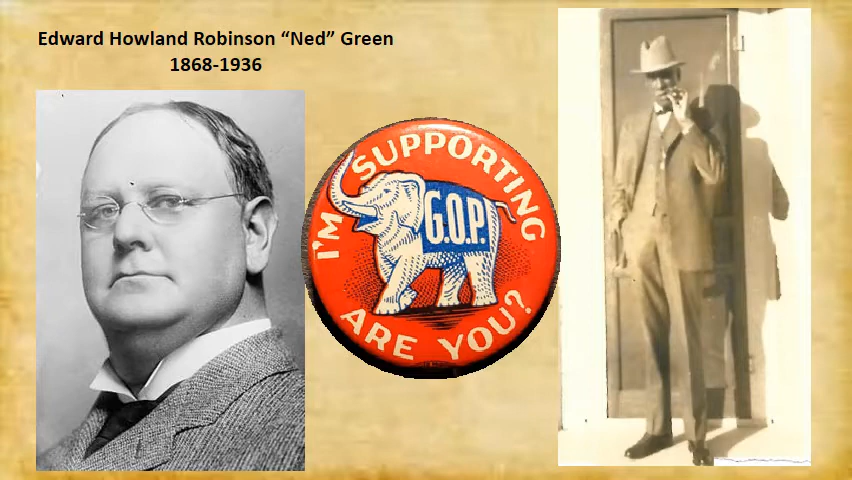 Edward Howland Robinson “Ned” Green
1868-1936
I'M SUPPORTING
G.O.P.
ARE YOU?